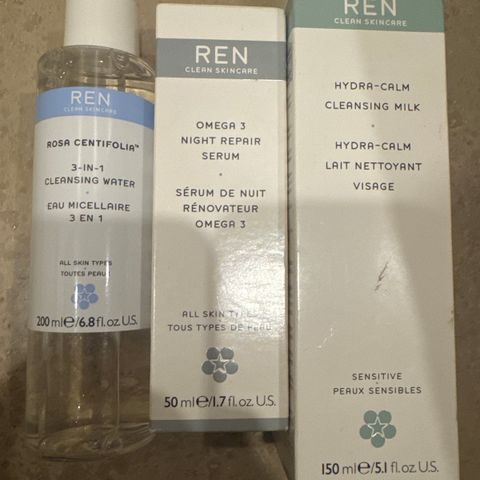 REN
CLEAN SKINCARE
ROSA CENTIFOLIA™
3-IN-1
CLEANSING WATER
EAU MICELLAIRE
3 EN 1
ALL SKIN TYPES
TOUTES PEAUX
200 ml℮/6.8 fl.oz. U.S.
REN
CLEAN SKINCARE
OMEGA 3
NIGHT REPAIR
SERUM
SÉRUM DE NUIT
RÉNOVATEUR
OMEGA 3
ALL SKIN TYPES
TOUS TYPES DE PEAU
50 ml℮/1.7 fl.oz. U.S.
REN
CLEAN SKINCARE
HYDRA-CALM
CLEANSING MILK
HYDRA-CALM
LAIT NETTOYANT
VISAGE
SENSITIVE
PEAUX SENSIBLES
150 ml℮/5.1 fl.oz. U.S.